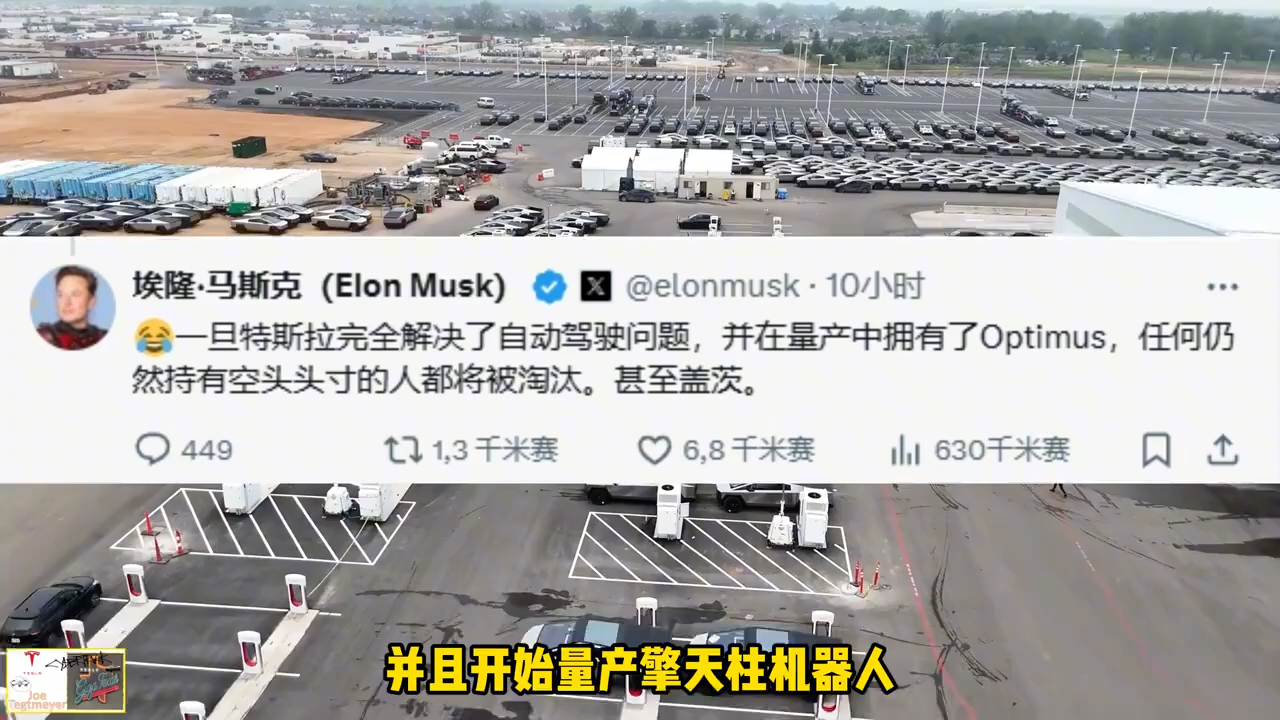 埃隆·马斯克（Elon Musk） X @elonmusk · 10小时
😂一旦特斯拉完全解决了自动驾驶问题，并在量产中拥有了Optimus，任何仍
然持有空头头寸的人都将被淘汰。甚至盖茨。
449 1,3 千米赛 6,8 千米赛 630千米赛
并且开始量产擎天柱机器人
TESLA
Joe
Tegtmeyer